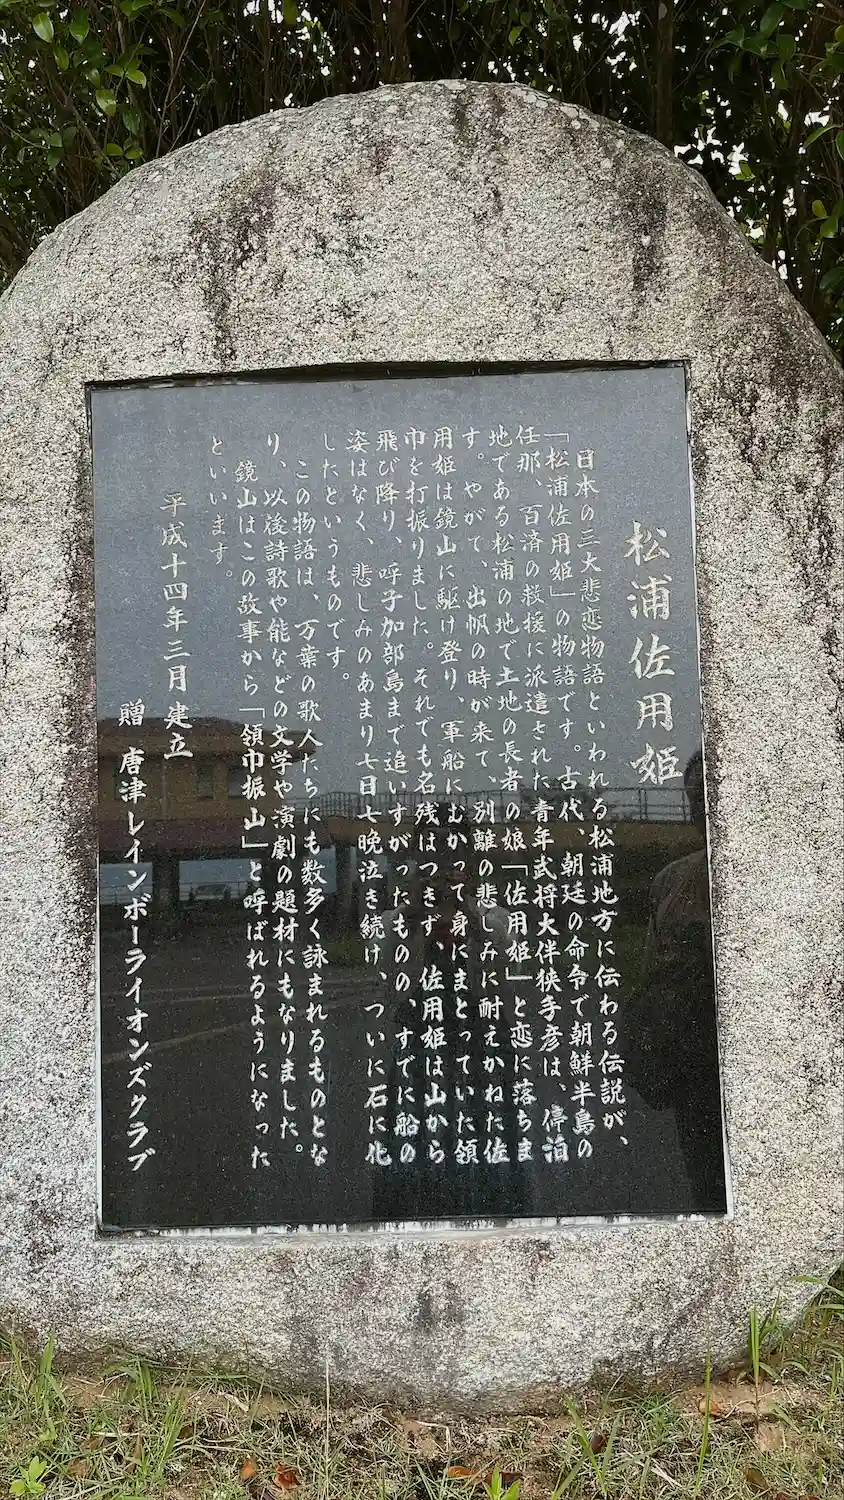 松浦佐用姫
日本の三大悲恋物語といわれる松浦地方に伝わる伝説が、
「松浦佐用姫」の物語です。古代、朝廷の命令で朝鮮半島の
任那、百済の救援に派遣された青年武将大伴狭手彦は、停泊
地である松浦の地で土地の長者の娘「佐用姫」と恋に落ちま
す。やがて、出帆の時が来て、別離の悲しみに耐えかねた佐
用姫は鏡山に駆け登り、軍船にむかって身にまとっていた領
巾を打振りました。それでも名残はつきず、佐用姫は山から
飛び降り、呼子加部島まで追いすがったものの、すでに船の
姿はなく、悲しみのあまり七日七晩泣き続け、ついに石に化
したというものです。
この物語は、万葉の歌人たちにも数多く詠まれるものとな
り、以後詩歌や能などの文学や演劇の題材にもなりました。
鏡山はこの故事から「領巾振山」と呼ばれるようになった
といいます。
平成十四年三月建立
贈 唐津レインボーライオンズクラブ